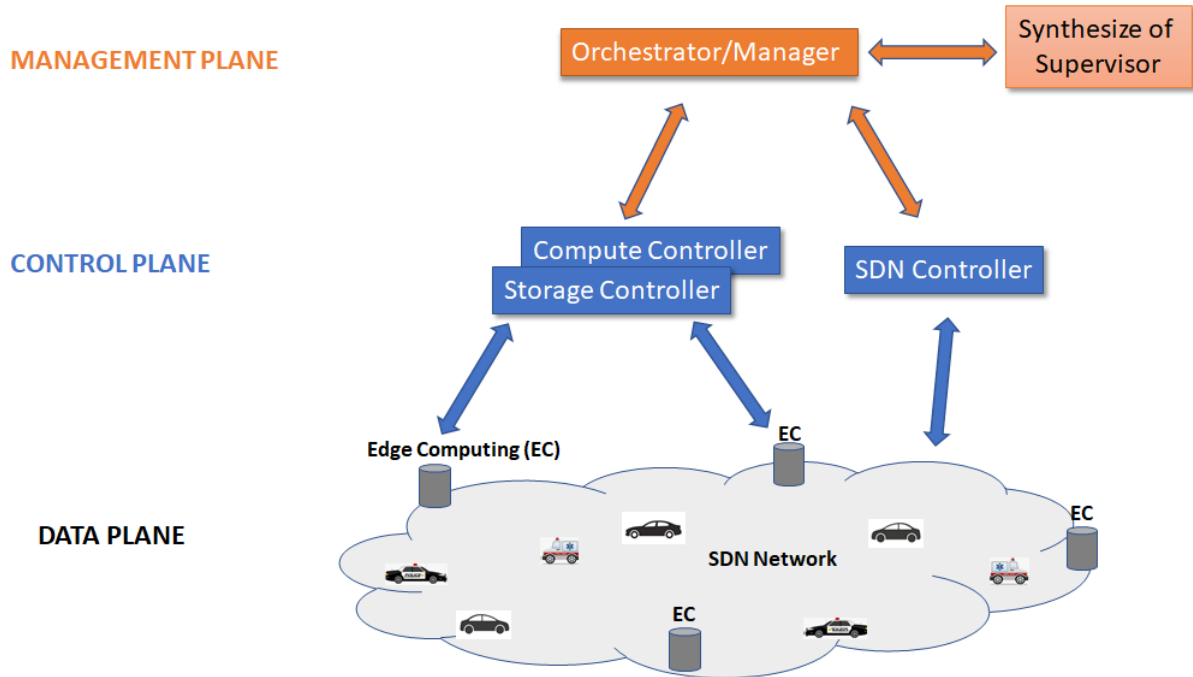 MANAGEMENT PLANE
Orchestrator/Manager
Synthesize of
Supervisor
CONTROL PLANE
Compute Controller
Storage Controller
SDN Controller
Edge Computing (EC)
EC
EC
DATA PLANE
SDN Network
EC